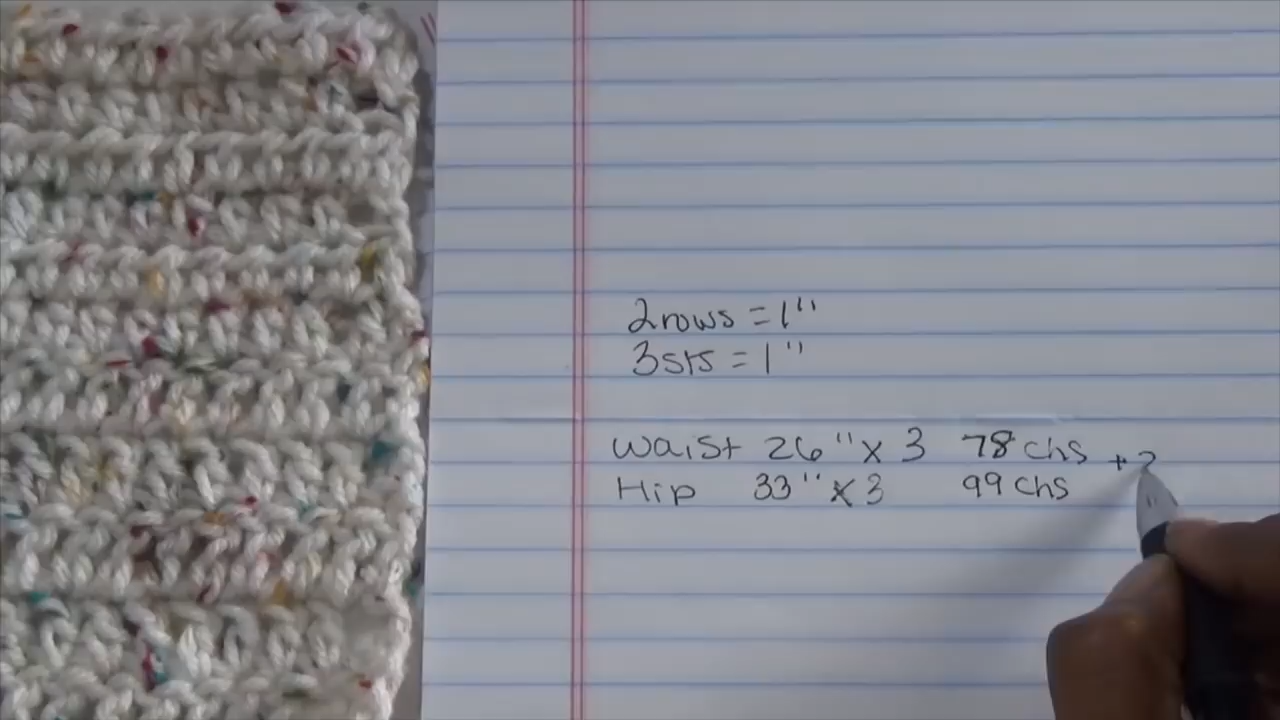 2rows = 1"
3sts = 1"
Waist 26" x 3 78 chs +
Hip 33" x 3 99 chs